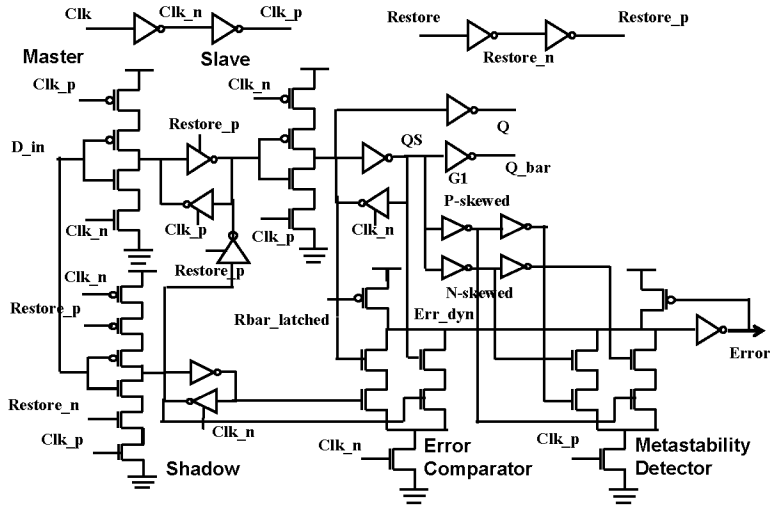 Clk
Clk_n
Clk_p
Restore
Restore_n
Restore_p
Master
Slave
Clk_p
Clk_n
Restore_p
D_in
QS
Q
G1
Q_bar
P-skewed
Clk_n
Clk_p
Clk_p
Clk_n
Restore_p
Clk_n
N-skewed
Restore_p
Rbar_latched
Err_dyn
Error
Restore_n
Clk_p
Clk_n
Shadow
Clk_n
Error
Comparator
Clk_p
Metastability
Detector